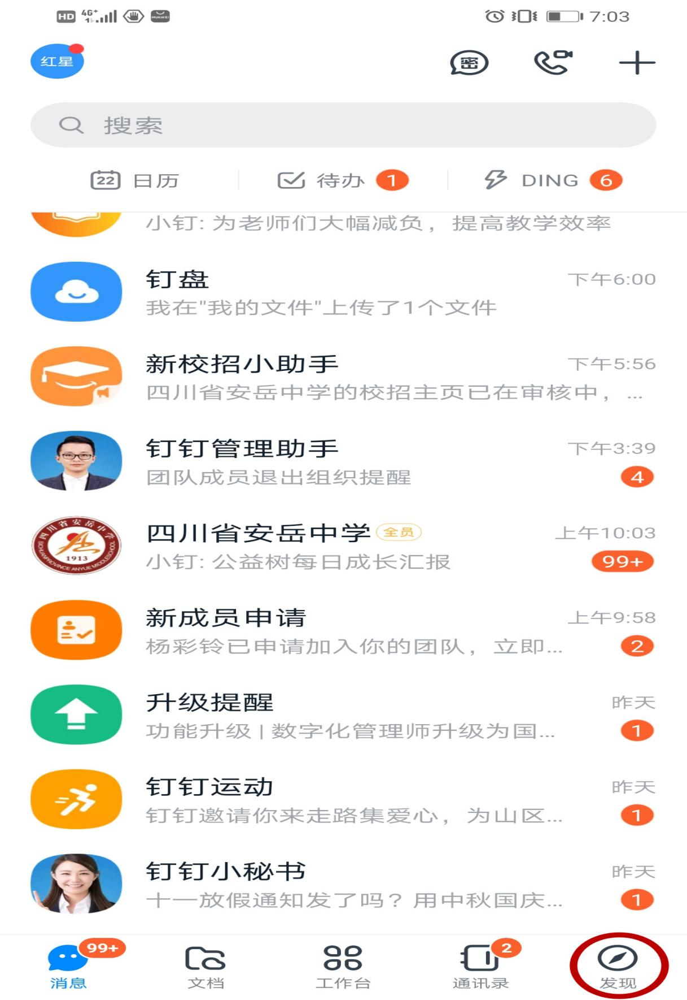 HD 4G+ HUAWEI 7:03
红星 密
搜索
22 日历 待办 1 DING 6
小钉: 为老师们大幅减负，提高教学效率
钉盘 下午6:00
我在"我的文件"上传了1个文件
新校招小助手 下午5:56
四川省安岳中学的校招主页已在审核中，...
钉钉管理助手 下午3:39
团队成员退出组织提醒 4
四川省安岳中学
1913
SICHUANPROVINCE ANYUE MIDDLESCHOOL
四川省安岳中学 全员 上午10:03
小钉: 公益树每日成长汇报 99+
新成员申请 上午9:58
杨彩铃已申请加入你的团队，立即... 2
升级提醒 昨天
功能升级 | 数字化管理师升级为国... 1
钉钉运动 昨天
钉钉邀请你来走路集爱心，为山区... 1
钉钉小秘书 昨天
十一放假通知发了吗？用中秋国庆... 1
99+ 2
消息 文档 工作台 通讯录 发现